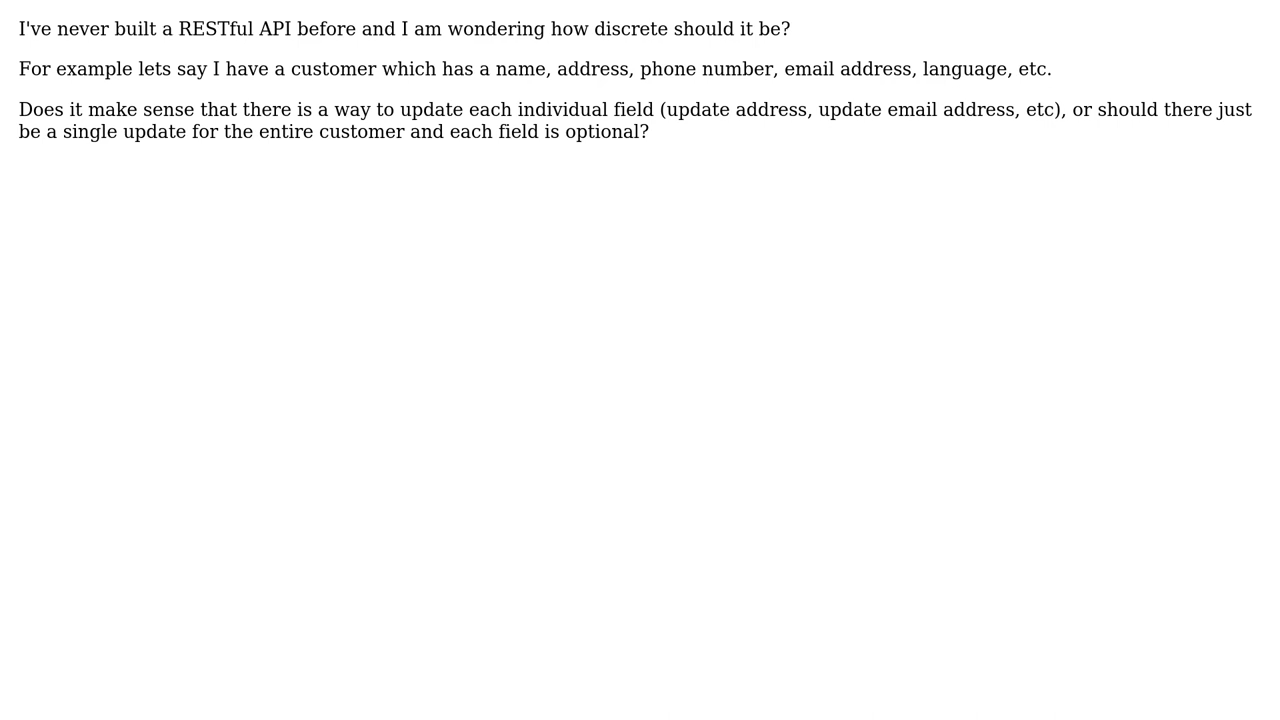 I've never built a RESTful API before and I am wondering how discrete should it be?
For example lets say I have a customer which has a name, address, phone number, email address, language, etc.
Does it make sense that there is a way to update each individual field (update address, update email address, etc), or should there just
be a single update for the entire customer and each field is optional?